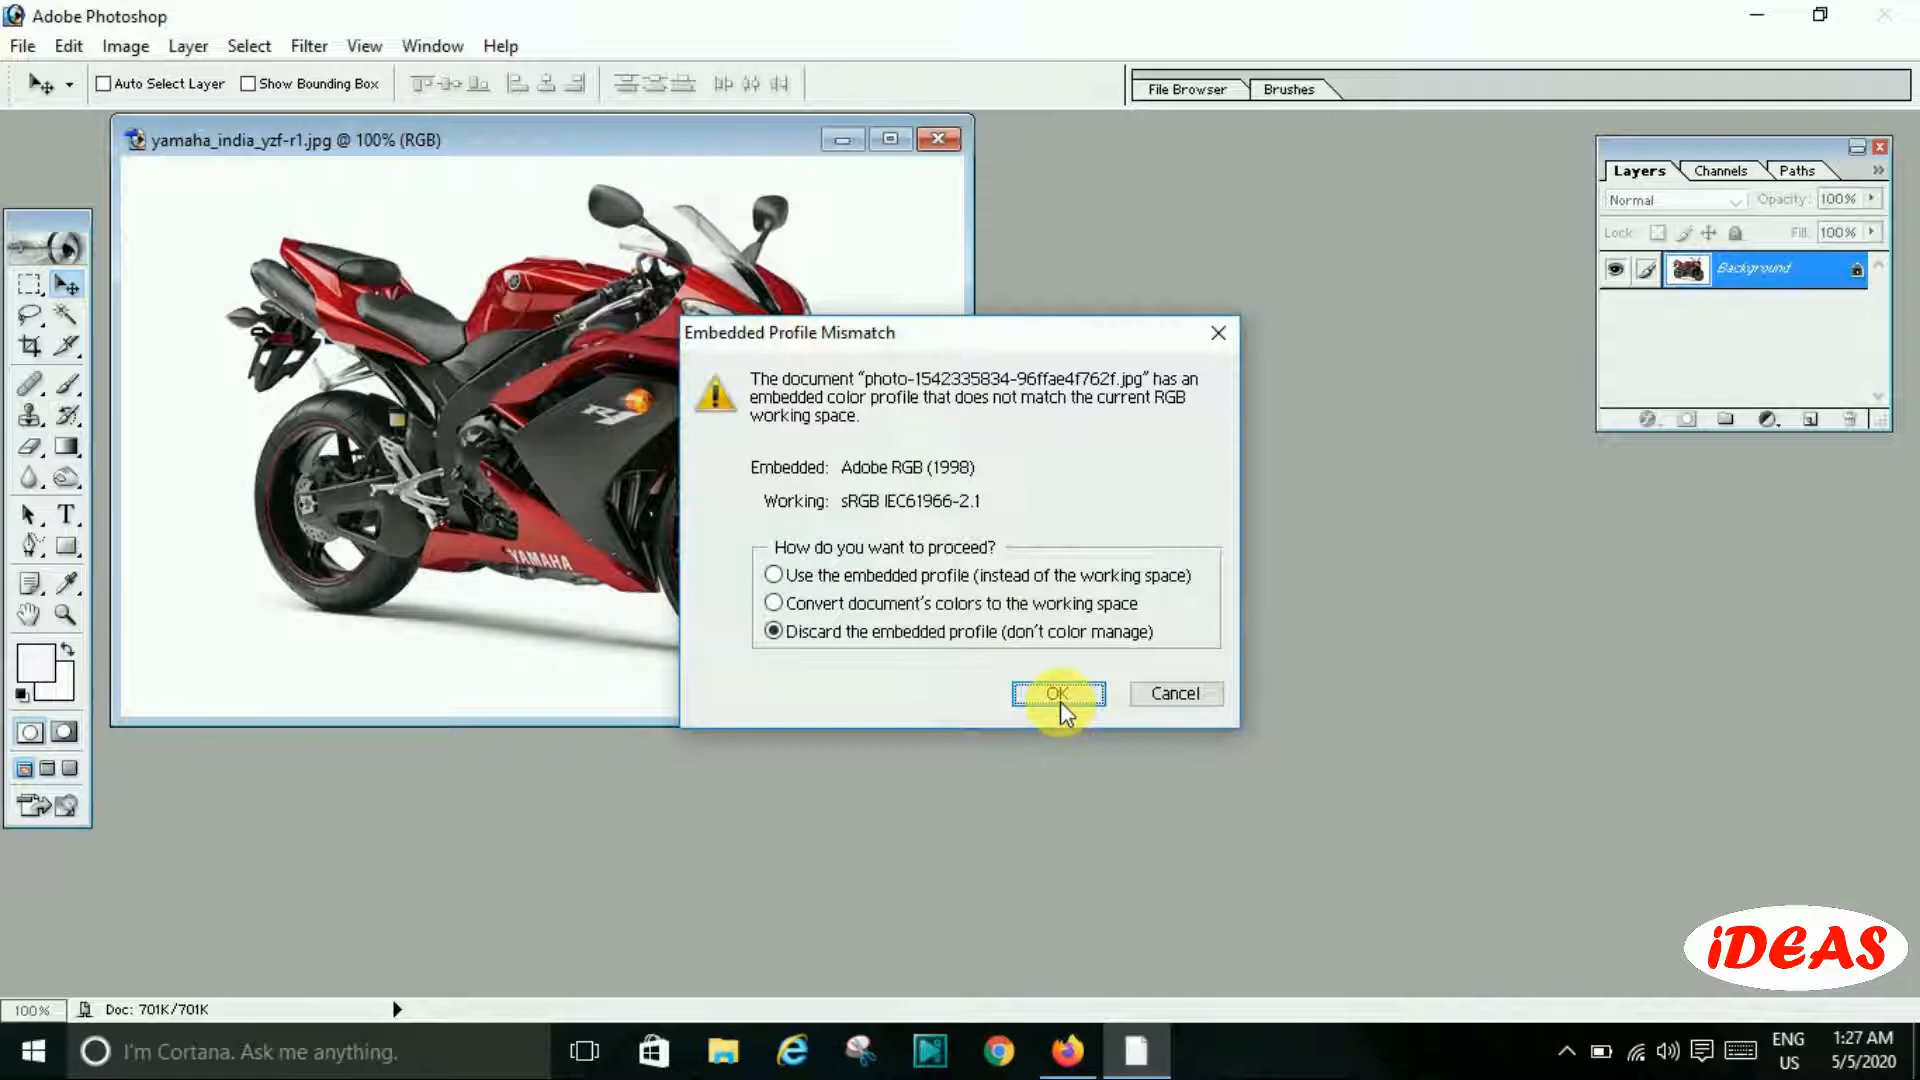 Adobe Photoshop
File Edit Image Layer Select Filter View Window Help
Auto Select Layer Show Bounding Box
File Browser Brushes
yamaha_india_yzf-r1.jpg @ 100% (RGB)
Layers Channels Paths
Normal Opacity: 100%
Lock: Fill: 100%
Background
R1
YAMAHA
Embedded Profile Mismatch
The document "photo-1542335834-96ffae4f762f.jpg" has an
embedded color profile that does not match the current RGB
working space.
Embedded: Adobe RGB (1998)
Working: sRGB IEC61966-2.1
How do you want to proceed?
Use the embedded profile (instead of the working space)
Convert document's colors to the working space
Discard the embedded profile (don't color manage)
OK Cancel
T
iDEAS
100% Doc: 701K/701K
I'm Cortana. Ask me anything.
ENG
US
1:27 AM
5/5/2020